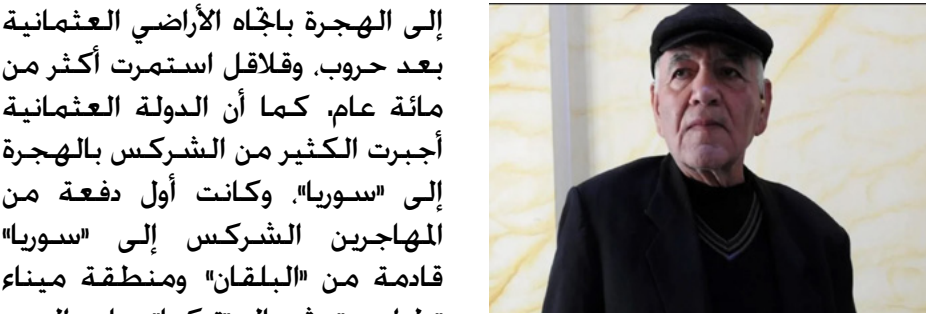 إلى الهجرة باتجاه الأراضي العثمانية
بعد حروب، وقلاقل استمرت أكثر من
مائة عام. كما أن الدولة العثمانية
أجبرت الكثير من الشركس بالهجرة
إلى "سوريا"، وكانت أول دفعة من
المهاجرين الشركس إلى "سوريا"
قادمة من "البلقان" ومنطقة ميناء